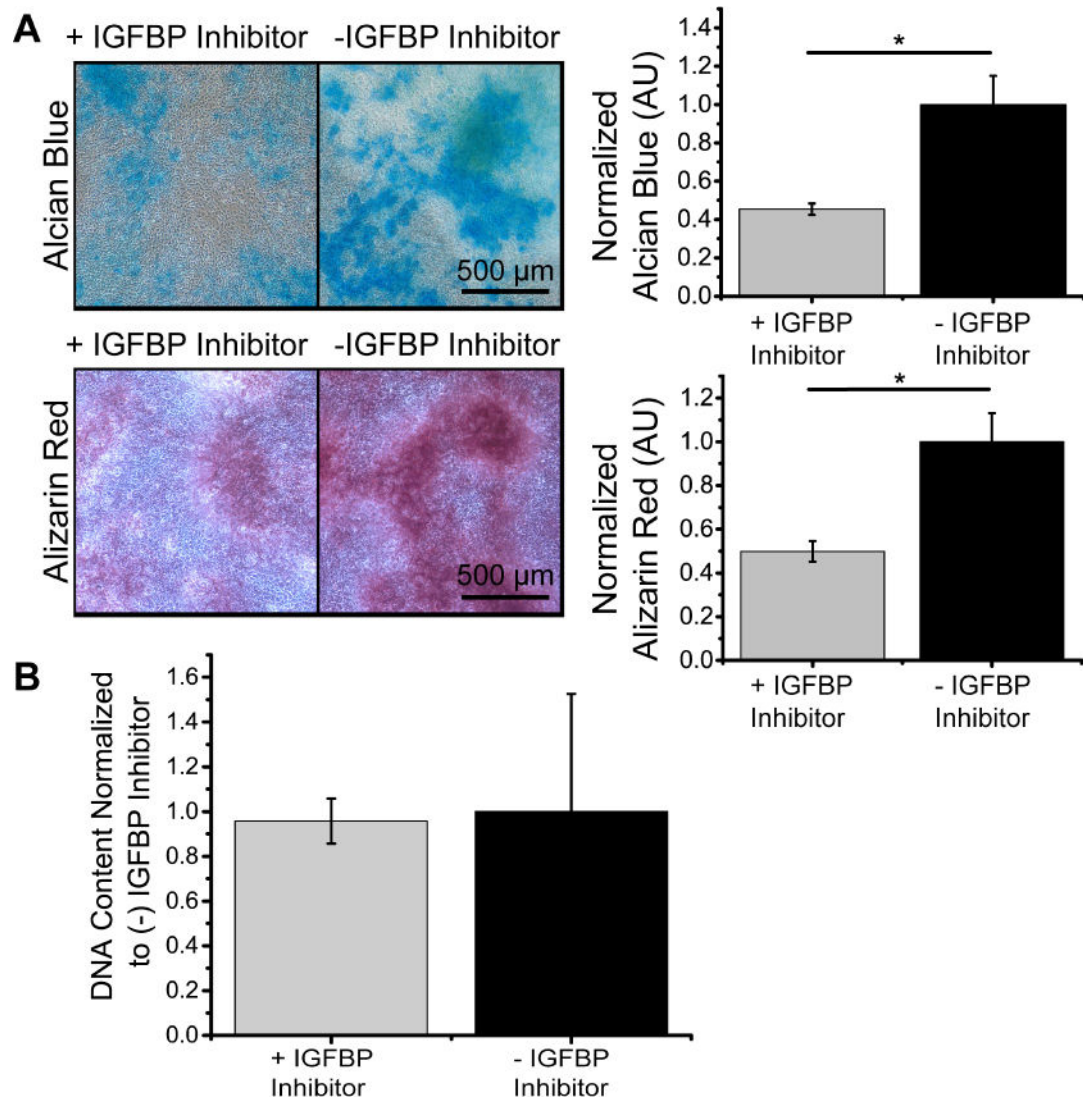 A
+ IGFBP Inhibitor -IGFBP Inhibitor
Alcian Blue
500 µm
+ IGFBP Inhibitor -IGFBP Inhibitor
Alizarin Red
500 µm
Normalized
Alcian Blue (AU)
1.4
1.2
1.0
0.8
0.6
0.4
0.2
0.0
*
+ IGFBP
Inhibitor
- IGFBP
Inhibitor
Normalized
Alizarin Red (AU)
1.2
1.0
0.8
0.6
0.4
0.2
0.0
*
+ IGFBP
Inhibitor
- IGFBP
Inhibitor
B
DNA Content Normalized
to (-) IGFBP Inhibitor
1.6
1.4
1.2
1.0
0.8
0.6
0.4
0.2
0.0
+ IGFBP
Inhibitor
- IGFBP
Inhibitor